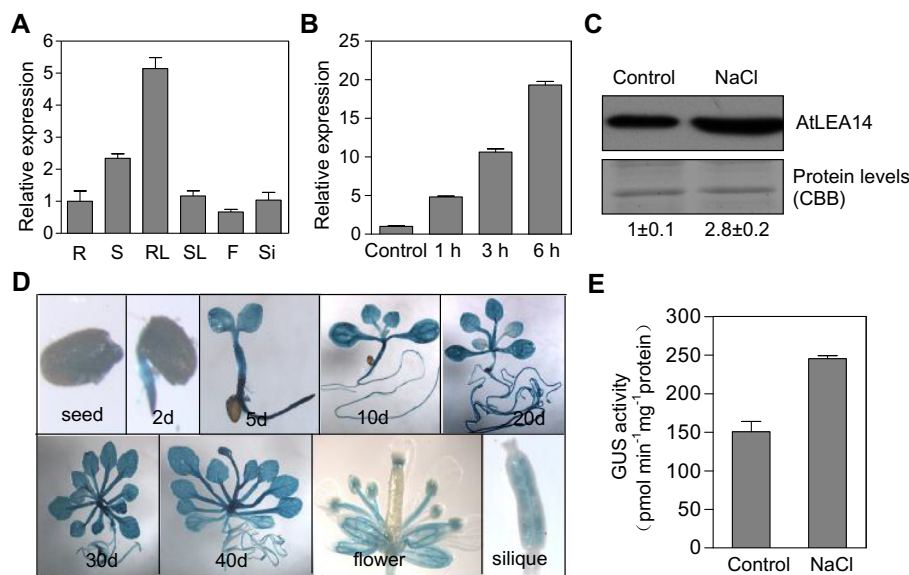 A
Relative expression
6
5
4
3
2
1
0
R S RL SL F Si
B
Relative expression
25
20
15
10
5
0
Control 1 h 3 h 6 h
C
Control NaCl
AtLEA14
Protein levels
(CBB)
1±0.1 2.8±0.2
D
seed 2d 5d 10d 20d
30d 40d flower silique
E
GUS activity
(pmol min⁻¹mg⁻¹protein)
300
250
200
150
100
50
0
Control NaCl